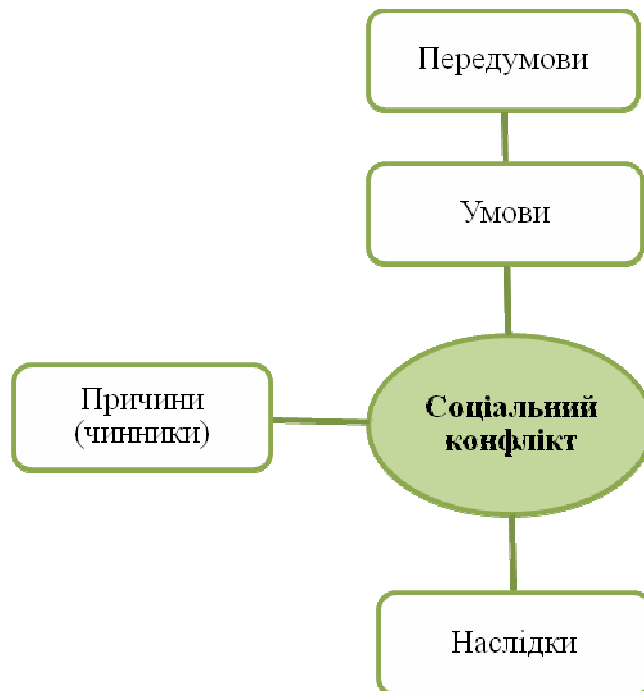 Передумови
Умови
Причини
(чинники)
Соціальний
конфлікт
Наслідки